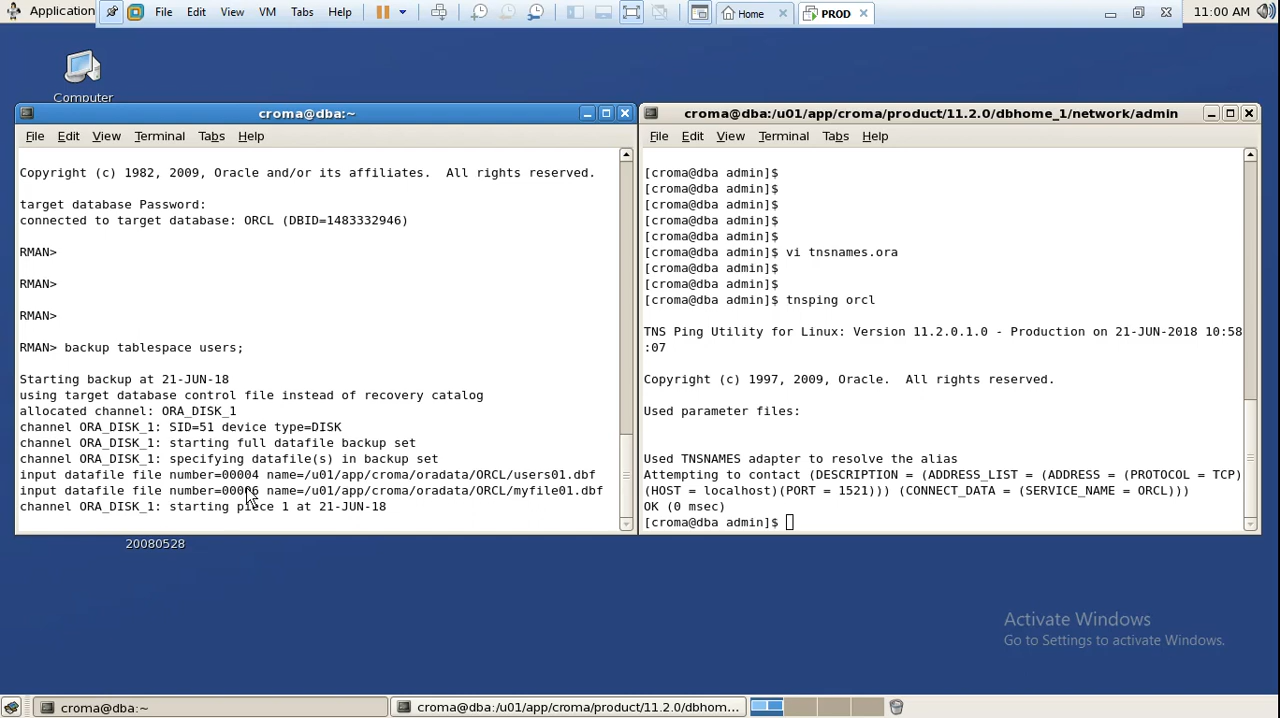 Application
File Edit View VM Tabs Help
Home
PROD
11:00 AM
Computer
croma@dba:~
File Edit View Terminal Tabs Help
Copyright (c) 1982, 2009, Oracle and/or its affiliates.  All rights reserved.
target database Password:
connected to target database: ORCL (DBID=1483332946)
RMAN>
RMAN>
RMAN>
RMAN> backup tablespace users;
Starting backup at 21-JUN-18
using target database control file instead of recovery catalog
allocated channel: ORA_DISK_1
channel ORA_DISK_1: SID=51 device type=DISK
channel ORA_DISK_1: starting full datafile backup set
channel ORA_DISK_1: specifying datafile(s) in backup set
input datafile file number=00004 name=/u01/app/croma/oradata/ORCL/users01.dbf
input datafile file number=00006 name=/u01/app/croma/oradata/ORCL/myfile01.dbf
channel ORA_DISK_1: starting piece 1 at 21-JUN-18
croma@dba:/u01/app/croma/product/11.2.0/dbhome_1/network/admin
File Edit View Terminal Tabs Help
[croma@dba admin]$
[croma@dba admin]$
[croma@dba admin]$
[croma@dba admin]$
[croma@dba admin]$
[croma@dba admin]$ vi tnsnames.ora
[croma@dba admin]$
[croma@dba admin]$
[croma@dba admin]$ tnsping orcl
TNS Ping Utility for Linux: Version 11.2.0.1.0 - Production on 21-JUN-2018 10:58
:07
Copyright (c) 1997, 2009, Oracle.  All rights reserved.
Used parameter files:
Used TNSNAMES adapter to resolve the alias
Attempting to contact (DESCRIPTION = (ADDRESS_LIST = (ADDRESS = (PROTOCOL = TCP)
(HOST = localhost)(PORT = 1521))) (CONNECT_DATA = (SERVICE_NAME = ORCL)))
OK (0 msec)
[croma@dba admin]$
20080528
Activate Windows
Go to Settings to activate Windows.
croma@dba:~
croma@dba:/u01/app/croma/product/11.2.0/dbhom...